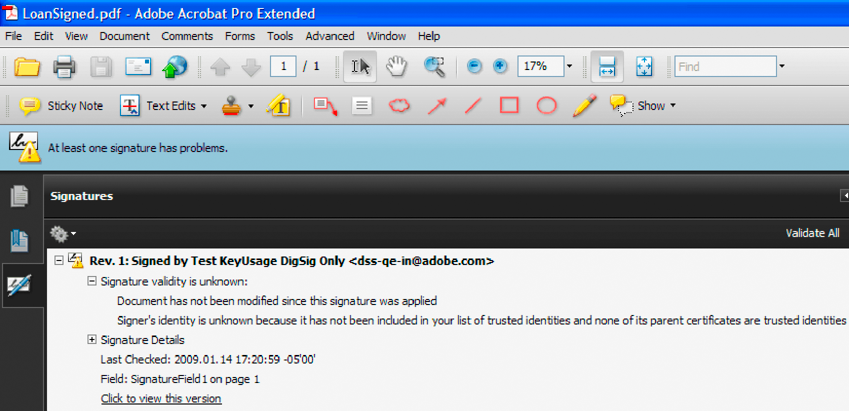 LoanSigned.pdf - Adobe Acrobat Pro Extended
File Edit View Document Comments Forms Tools Advanced Window Help
1 / 1 17% Find
Sticky Note Text Edits Show
At least one signature has problems.
Signatures
Validate All
Rev. 1: Signed by Test KeyUsage DigSig Only <dss-qe-in@adobe.com>
Signature validity is unknown:
Document has not been modified since this signature was applied
Signer's identity is unknown because it has not been included in your list of trusted identities and none of its parent certificates are trusted identities
Signature Details
Last Checked: 2009.01.14 17:20:59 -05'00'
Field: SignatureField1 on page 1
Click to view this version